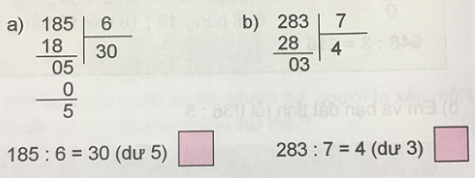 a) 185 | 6
18 | 30
05
0
5
185 : 6 = 30 (dư 5)
b) 283 | 7
28 | 4
03
283 : 7 = 4 (dư 3)